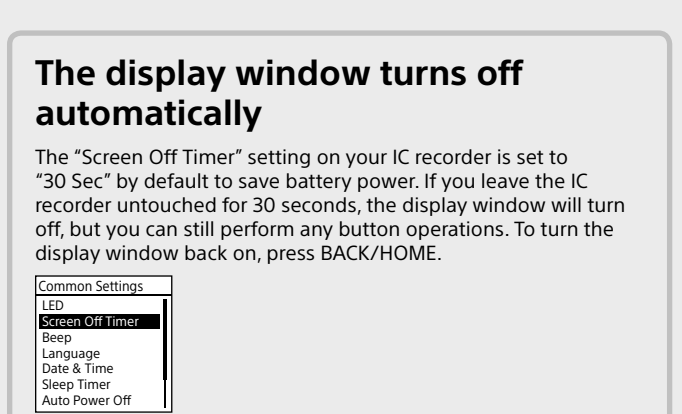 The display window turns off
automatically
The “Screen Off Timer” setting on your IC recorder is set to
“30 Sec” by default to save battery power. If you leave the IC
recorder untouched for 30 seconds, the display window will turn
off, but you can still perform any button operations. To turn the
display window back on, press BACK/HOME.
Common Settings
LED
Screen Off Timer
Beep
Language
Date & Time
Sleep Timer
Auto Power Off